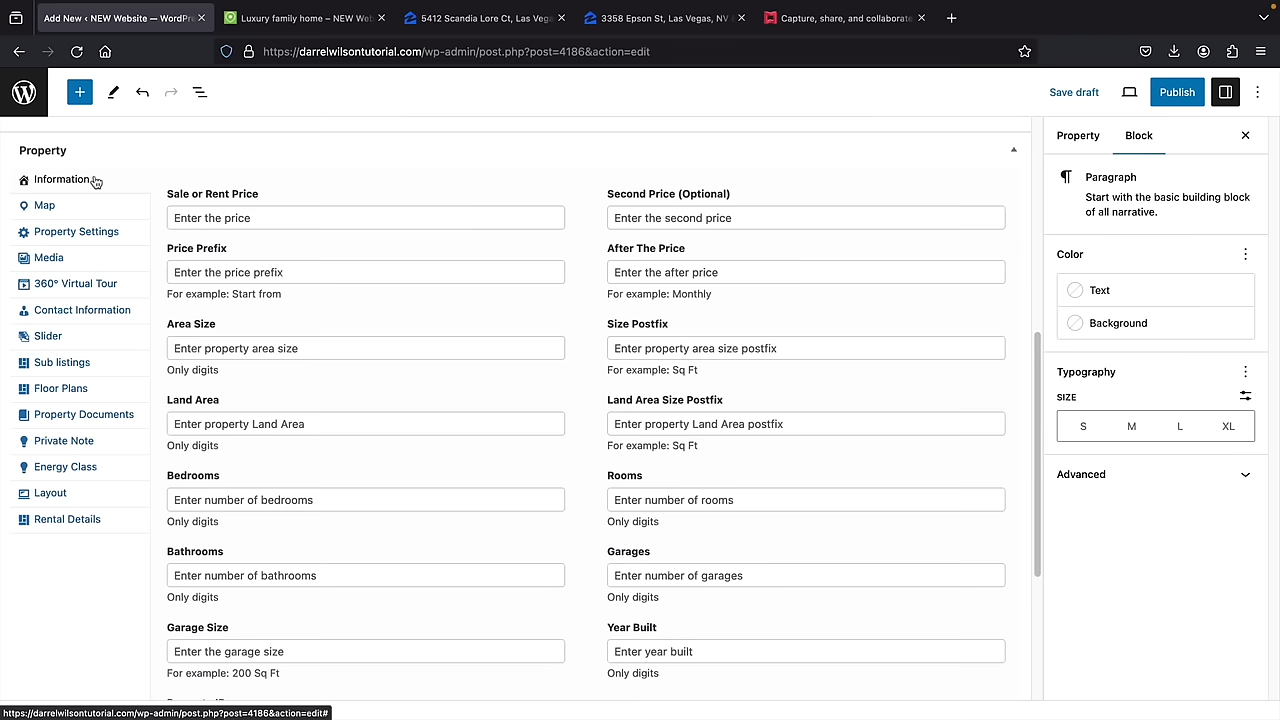 Add New ‹ NEW Website — WordPre
Luxury family home – NEW Web
5412 Scandia Lore Ct, Las Vega
3358 Epson St, Las Vegas, NV
Capture, share, and collaborate
https://darrelwilsontutorial.com/wp-admin/post.php?post=4186&action=edit
Save draft
Publish
Property
Information
Map
Property Settings
Media
360° Virtual Tour
Contact Information
Slider
Sub listings
Floor Plans
Property Documents
Private Note
Energy Class
Layout
Rental Details
Sale or Rent Price
Enter the price
Second Price (Optional)
Enter the second price
Price Prefix
Enter the price prefix
For example: Start from
After The Price
Enter the after price
For example: Monthly
Area Size
Enter property area size
Only digits
Size Postfix
Enter property area size postfix
For example: Sq Ft
Land Area
Enter property Land Area
Only digits
Land Area Size Postfix
Enter property Land Area postfix
For example: Sq Ft
Bedrooms
Enter number of bedrooms
Only digits
Rooms
Enter number of rooms
Only digits
Bathrooms
Enter number of bathrooms
Only digits
Garages
Enter number of garages
Only digits
Garage Size
Enter the garage size
For example: 200 Sq Ft
Year Built
Enter year built
Only digits
Property
Block
Paragraph
Start with the basic building block
of all narrative.
Color
Text
Background
Typography
SIZE
S
M
L
XL
Advanced
https://darrelwilsontutorial.com/wp-admin/post.php?post=4186&action=edit#